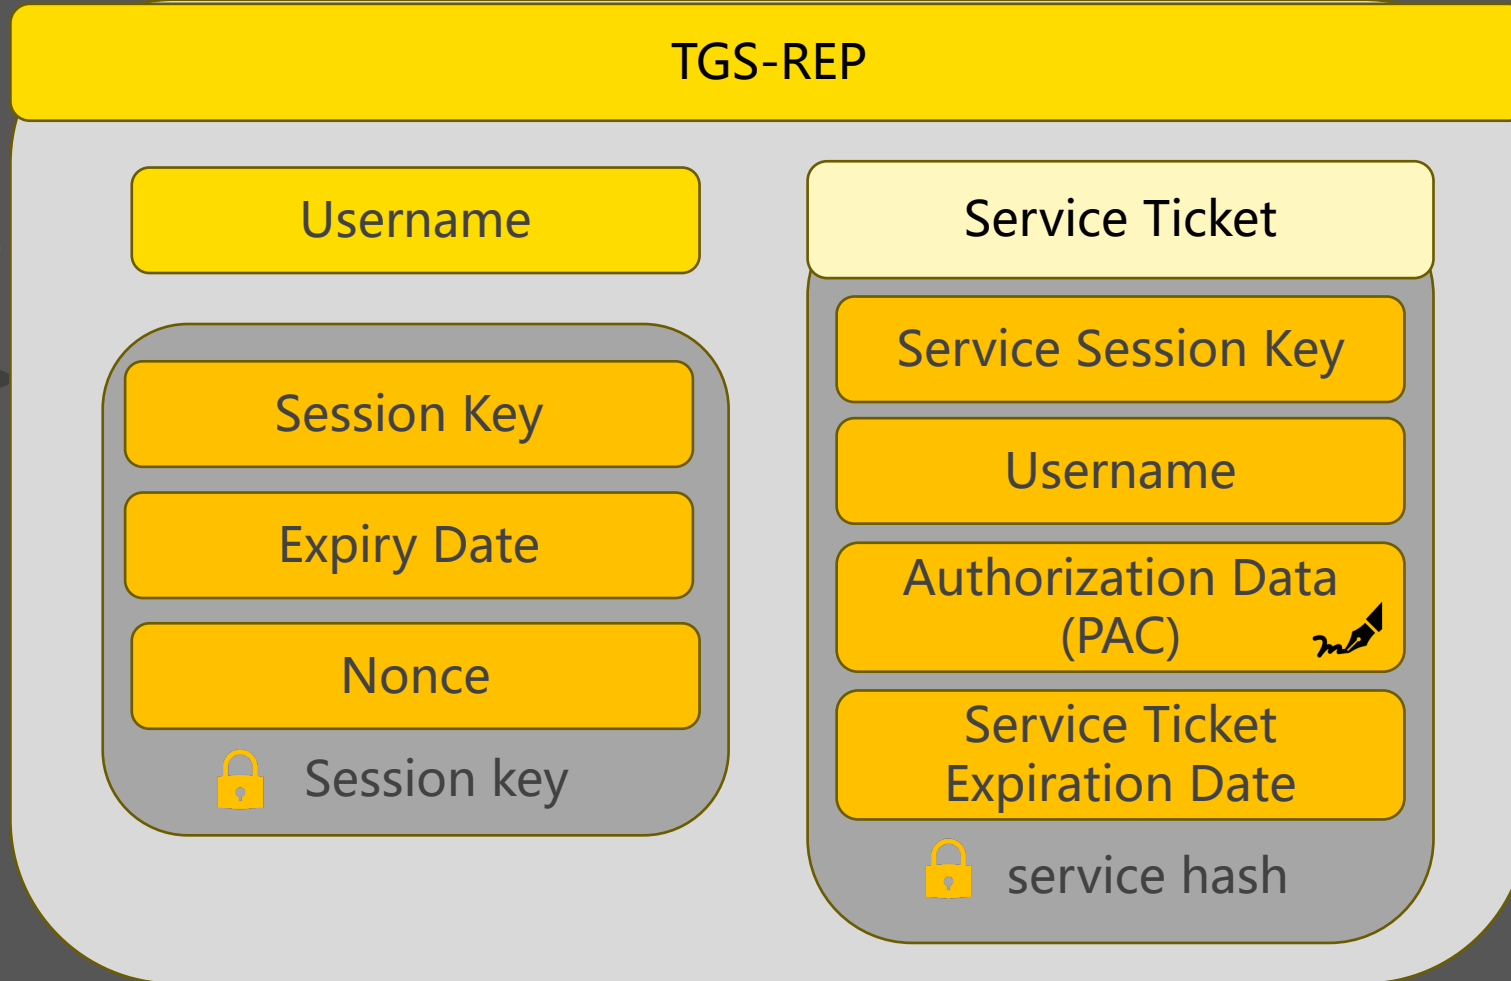 TGS-REP
Username
Session Key
Expiry Date
Nonce
Session key
Service Ticket
Service Session Key
Username
Authorization Data
(PAC)
Service Ticket
Expiration Date
service hash